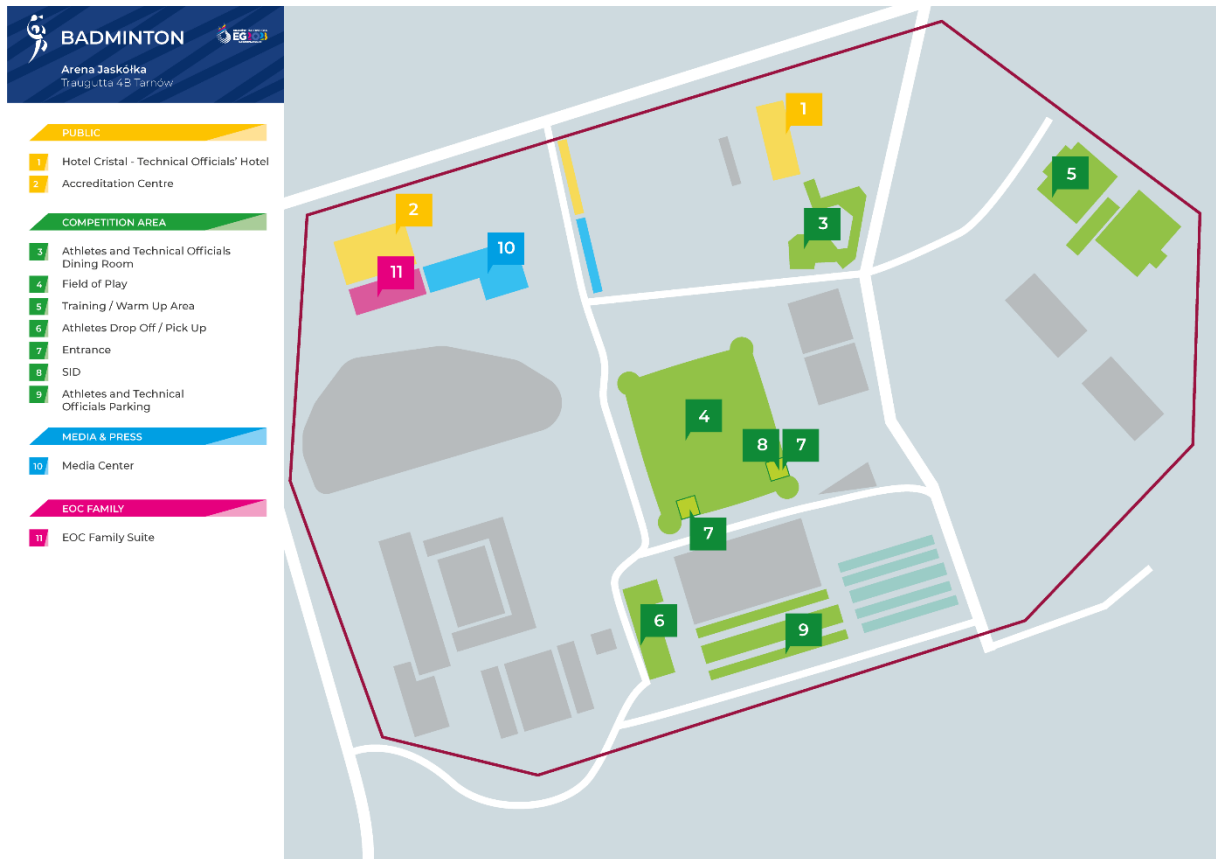 BADMINTON
EG2023
Arena Jaskółka
Traugutta 4B Tarnów
PUBLIC
1 Hotel Cristal - Technical Officials' Hotel
2 Accreditation Centre
COMPETITION AREA
3 Athletes and Technical Officials
Dining Room
4 Field of Play
5 Training / Warm Up Area
6 Athletes Drop Off / Pick Up
7 Entrance
8 SID
9 Athletes and Technical
Officials Parking
MEDIA & PRESS
10 Media Center
EOC FAMILY
11 EOC Family Suite
1
2
5
3
10
11
4
8 7
7
6
9